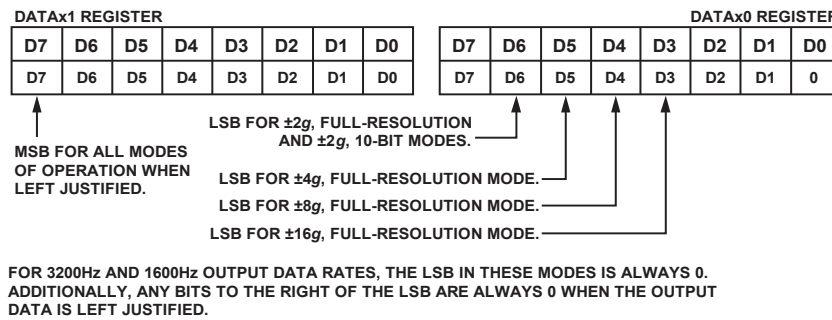 DATAx1 REGISTER DATAx0 REGISTER
D7 D6 D5 D4 D3 D2 D1 D0 D7 D6 D5 D4 D3 D2 D1 D0
D7 D6 D5 D4 D3 D2 D1 D0 D7 D6 D5 D4 D3 D2 D1 0
MSB FOR ALL MODES
OF OPERATION WHEN
LEFT JUSTIFIED.
LSB FOR ±2g, FULL-RESOLUTION
AND ±2g, 10-BIT MODES.
LSB FOR ±4g, FULL-RESOLUTION MODE.
LSB FOR ±8g, FULL-RESOLUTION MODE.
LSB FOR ±16g, FULL-RESOLUTION MODE.
FOR 3200Hz AND 1600Hz OUTPUT DATA RATES, THE LSB IN THESE MODES IS ALWAYS 0.
ADDITIONALLY, ANY BITS TO THE RIGHT OF THE LSB ARE ALWAYS 0 WHEN THE OUTPUT
DATA IS LEFT JUSTIFIED.